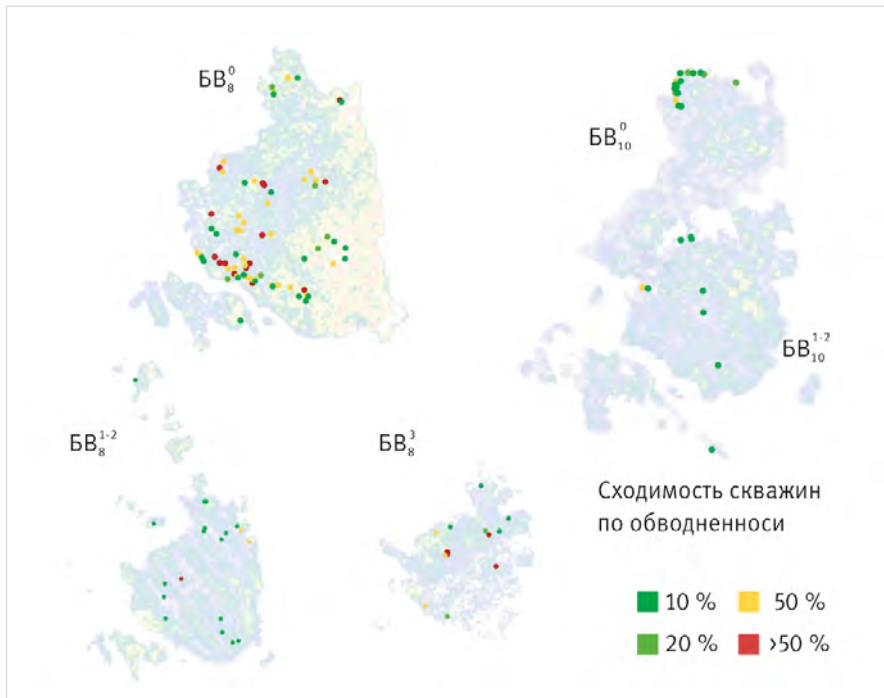 БВ₈⁰
БВ₁₀⁰
БВ₁₀¹⁻²
БВ₈¹⁻²
БВ₈³
Сходимость скважин
по обводненноси
10 % 50 %
20 % >50 %